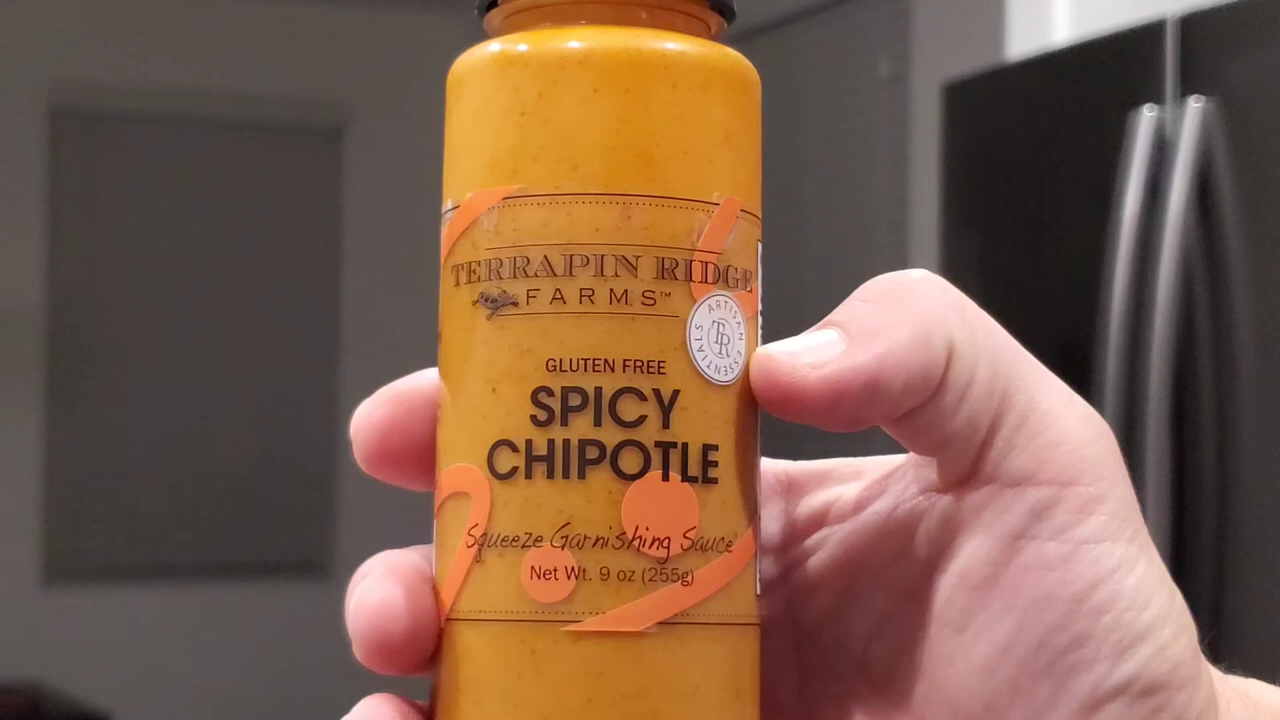 TERRAPIN RIDGE
FARMS™
ARTISAN ESSENTIALS
TR
GLUTEN FREE
SPICY
CHIPOTLE
Squeeze Garnishing Sauce
Net Wt. 9 oz (255g)